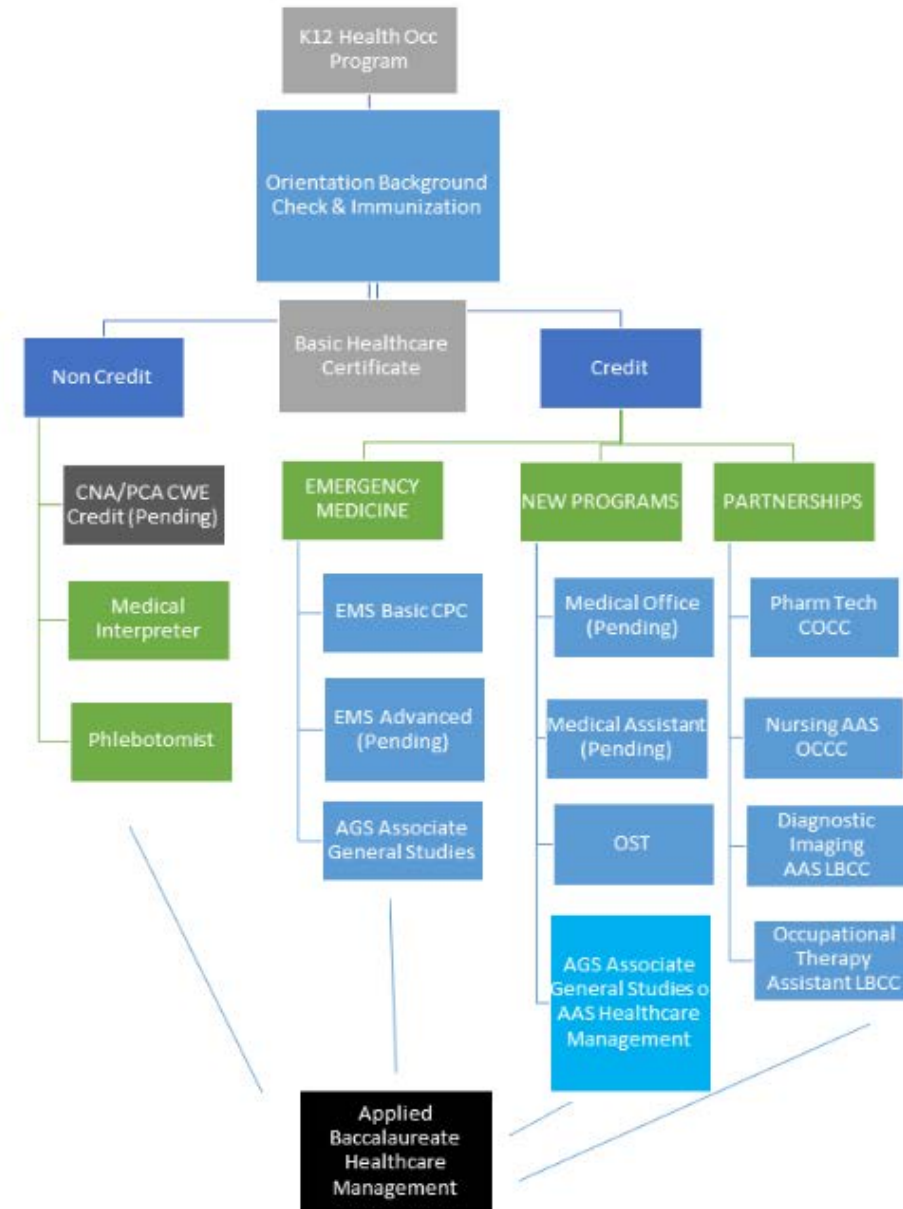 K12 Health Occ
Program
Orientation Background
Check & Immunization
Basic Healthcare
Certificate
Non Credit
Credit
CNA/PCA CWE
Credit (Pending)
Medical
Interpreter
Phlebotomist
EMERGENCY
MEDICINE
EMS Basic CPC
EMS Advanced
(Pending)
AGS Associate
General Studies
NEW PROGRAMS
Medical Office
(Pending)
Medical Assistant
(Pending)
OST
AGS Associate
General Studies o
AAS Healthcare
Management
PARTNERSHIPS
Pharm Tech
COCC
Nursing AAS
OCCC
Diagnostic
Imaging
AAS LBCC
Occupational
Therapy
Assistant LBCC
Applied
Baccalaureate
Healthcare
Management